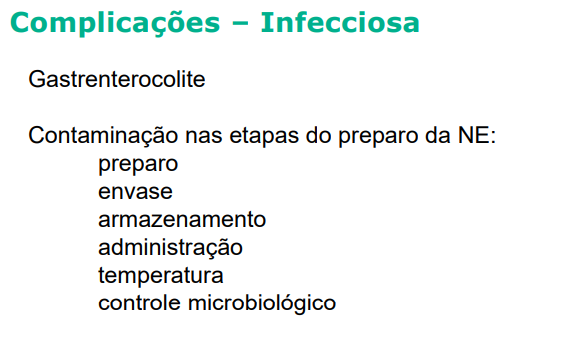 Complicações – Infecciosa
Gastrenterocolite
Contaminação nas etapas do preparo da NE:
preparo
envase
armazenamento
administração
temperatura
controle microbiológico